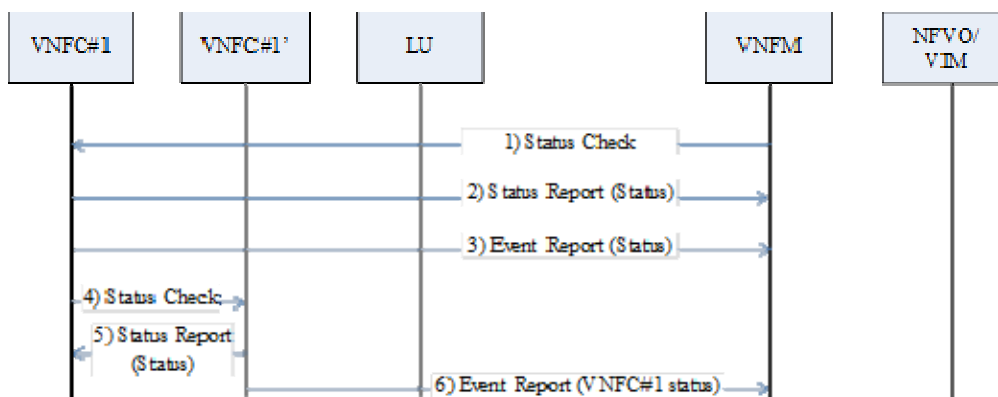 VNFC#1
VNFC#1’
LU
VNFM
NFVO/
VIM
1) Status Check
2) Status Report (Status)
3) Event Report (Status)
4) Status Check
5) Status Report
(Status)
6) Event Report (VNFC#1 status)